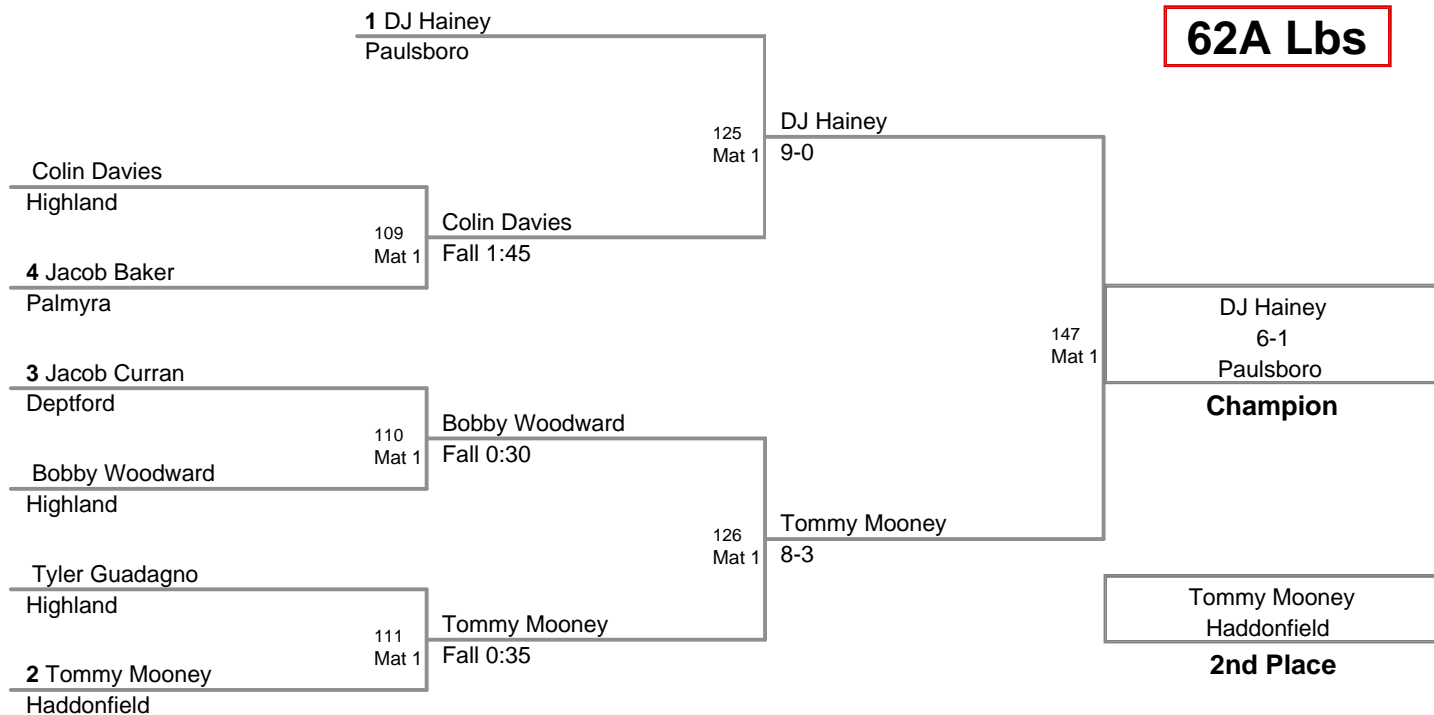 1 DJ Hainey
Paulsboro
62A Lbs
125
Mat 1
DJ Hainey
9-0
Colin Davies
Highland
109
Mat 1
Colin Davies
Fall 1:45
4 Jacob Baker
Palmyra
147
Mat 1
DJ Hainey
6-1
Paulsboro
Champion
3 Jacob Curran
Deptford
110
Mat 1
Bobby Woodward
Fall 0:30
Bobby Woodward
Highland
126
Mat 1
Tommy Mooney
8-3
Tyler Guadagno
Highland
111
Mat 1
Tommy Mooney
Fall 0:35
2 Tommy Mooney
Haddonfield
Tommy Mooney
Haddonfield
2nd Place